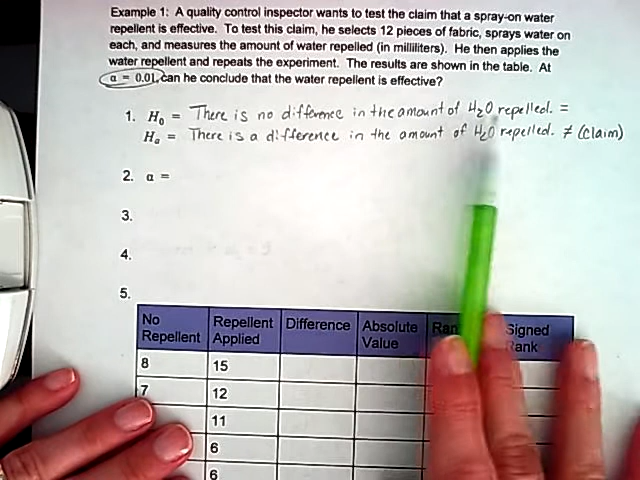 Example 1: A quality control inspector wants to test the claim that a spray-on water
repellent is effective. To test this claim, he selects 12 pieces of fabric, sprays water on
each, and measures the amount of water repelled (in milliliters). He then applies the
water repellent and repeats the experiment. The results are shown in the table. At
α = 0.01, can he conclude that the water repellent is effective?
1. H₀ = There is no difference in the amount of H₂O repelled. =
Hₐ = There is a difference in the amount of H₂O repelled. ≠ (claim)
2. α =
3.
4.
5.
No Repellent Repellent Applied Difference Absolute Value Signed
8 15
7 12
11
6
6